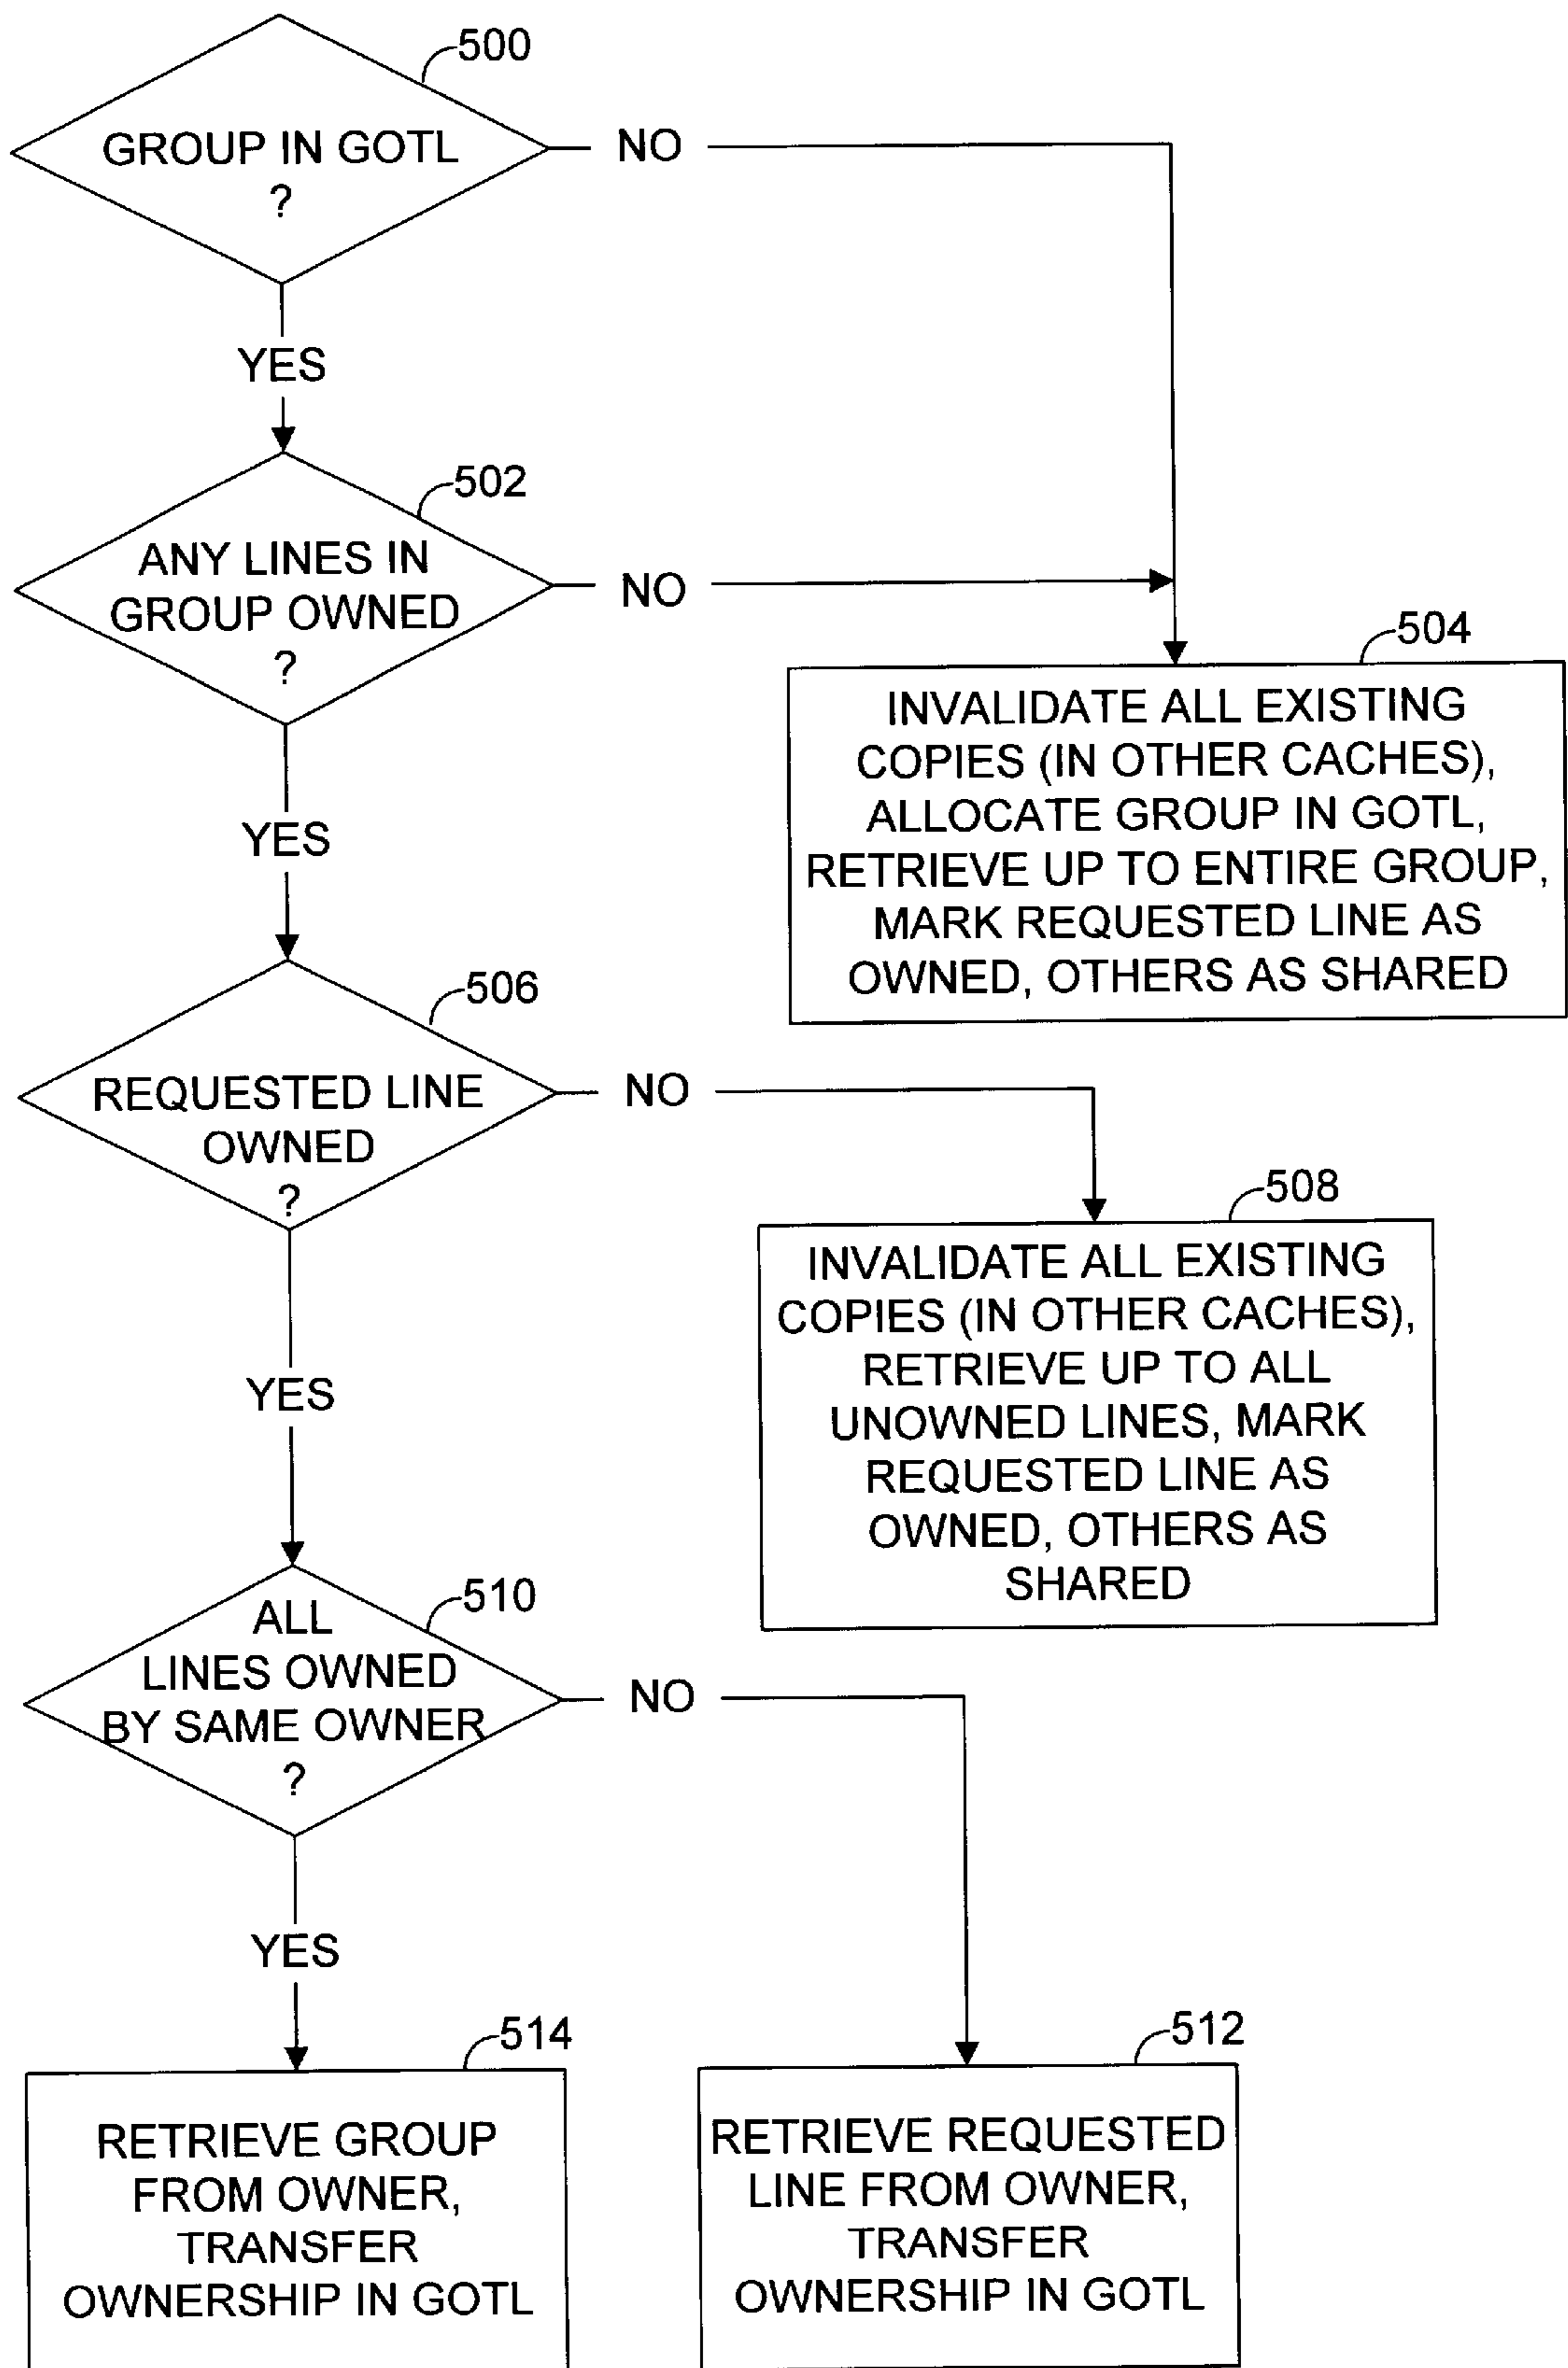 500
GROUP IN GOTL
?
NO
YES
502
ANY LINES IN
GROUP OWNED
?
NO
504
INVALIDATE ALL EXISTING
COPIES (IN OTHER CACHES),
ALLOCATE GROUP IN GOTL,
RETRIEVE UP TO ENTIRE GROUP,
MARK REQUESTED LINE AS
OWNED, OTHERS AS SHARED
YES
506
REQUESTED LINE
OWNED
?
NO
508
INVALIDATE ALL EXISTING
COPIES (IN OTHER CACHES),
RETRIEVE UP TO ALL
UNOWNED LINES, MARK
REQUESTED LINE AS
OWNED, OTHERS AS
SHARED
YES
510
ALL
LINES OWNED
BY SAME OWNER
?
NO
YES
514
RETRIEVE GROUP
FROM OWNER,
TRANSFER
OWNERSHIP IN GOTL
512
RETRIEVE REQUESTED
LINE FROM OWNER,
TRANSFER
OWNERSHIP IN GOTL